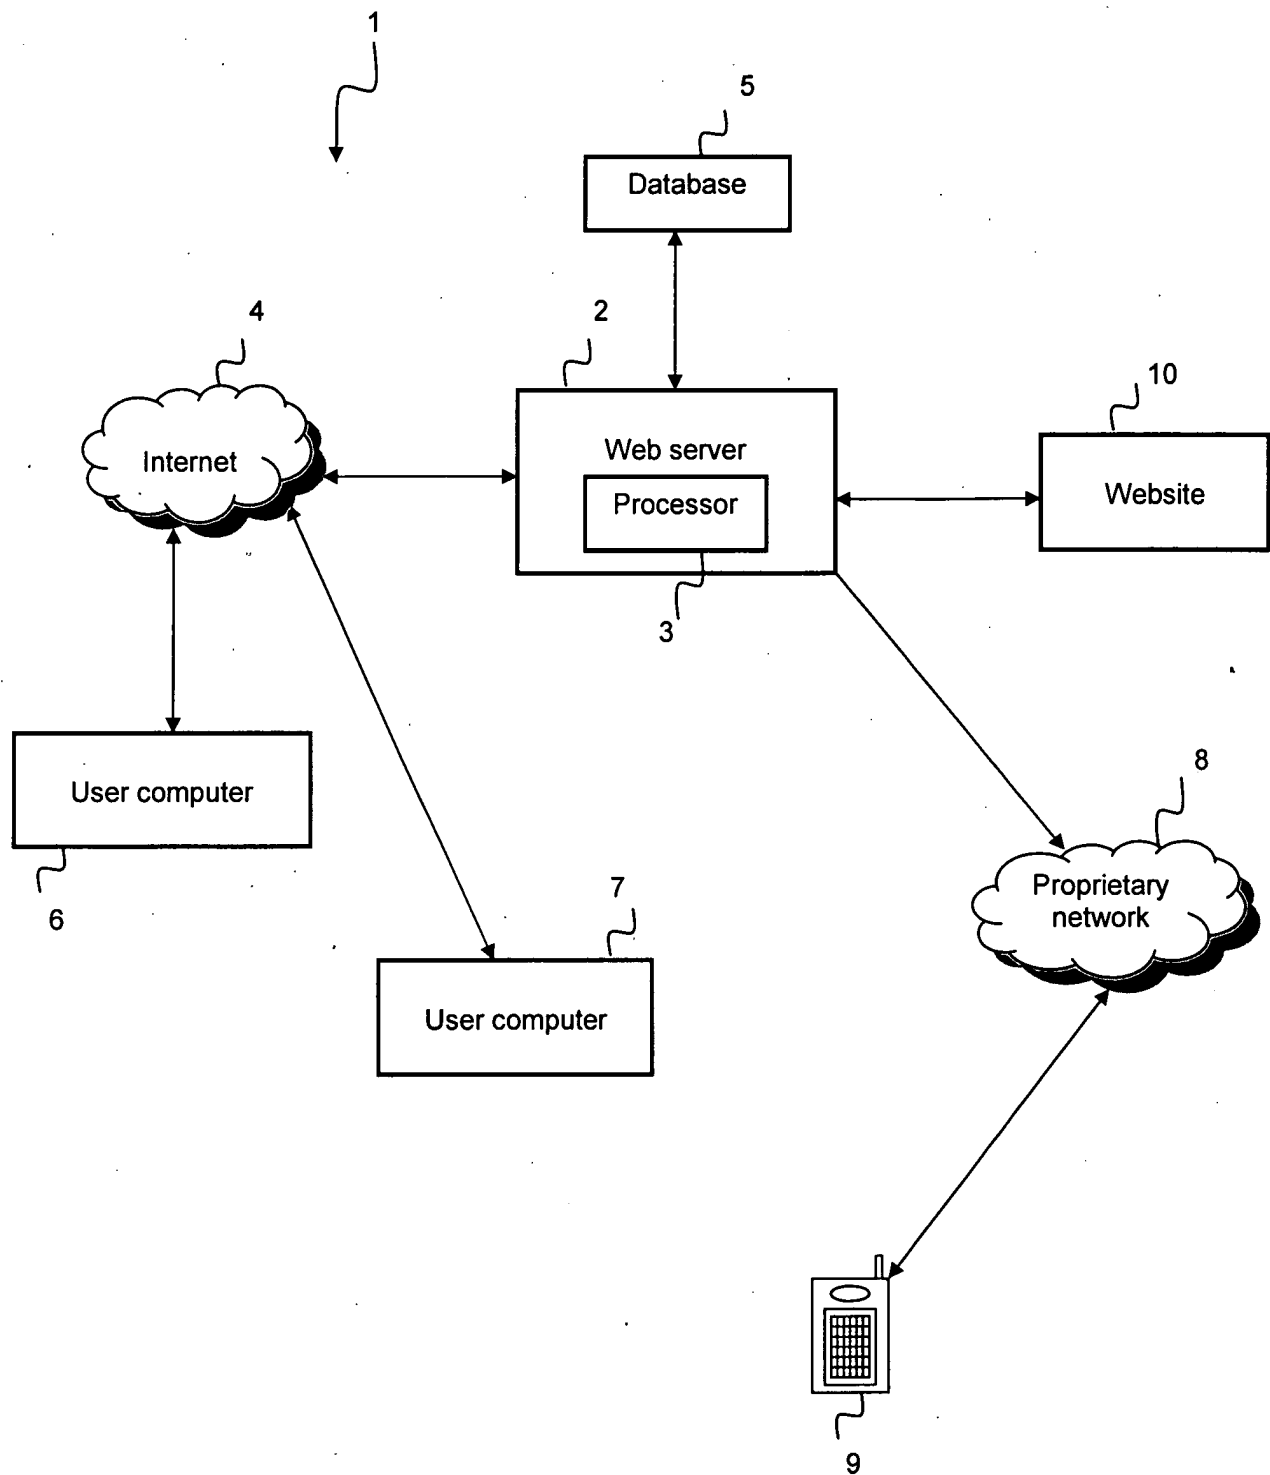 1
5
Database
4
2
10
Internet
Web server
Processor
Website
3
User computer
8
6
7
Proprietary
network
User computer
9